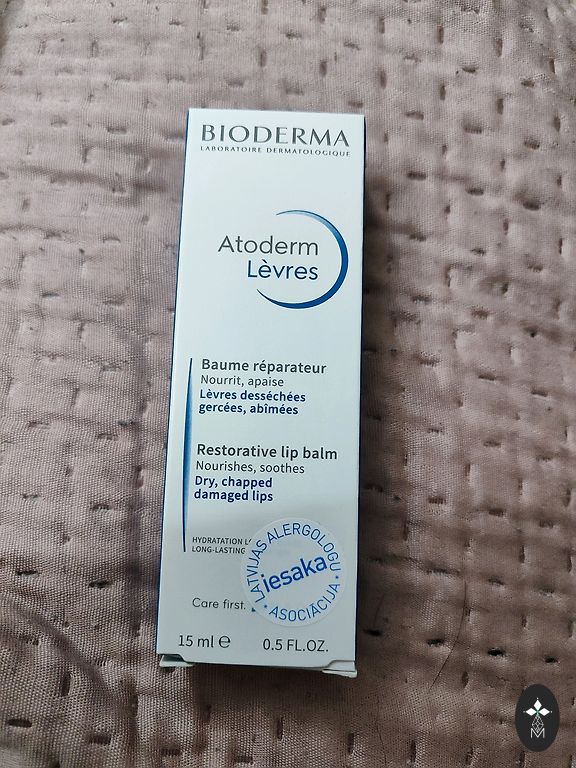 BIODERMA
LABORATOIRE DERMATOLOGIQUE
Atoderm
Lèvres
Baume réparateur
Nourrit, apaise
Lèvres desséchées
gercées, abîmées
Restorative lip balm
Nourishes, soothes
Dry, chapped
damaged lips
HYDRATATION
LONG-LASTING
LATVIJAS ALERGOLOGU
iesaka
ASOCIĀCIJA
Care first.
15 ml e
0.5 FL.OZ.
M